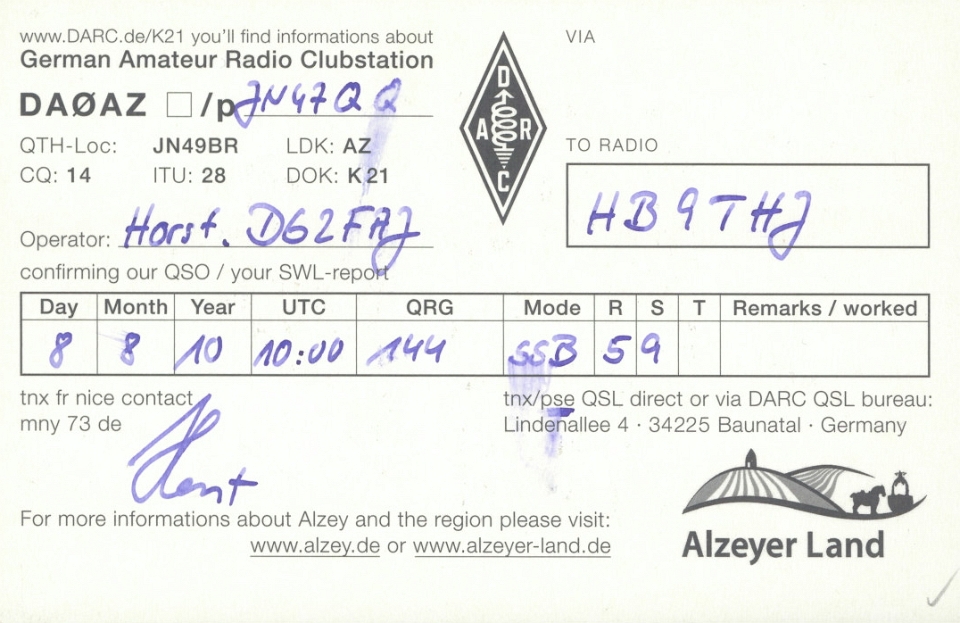 www.DARC.de/K21 you'll find informations about
German Amateur Radio Clubstation
DAØAZ □/p JN47QQ
QTH-Loc: JN49BR LDK: AZ
CQ: 14 ITU: 28 DOK: K21
Operator: Horst. DG2FAJ
confirming our QSO / your SWL-report
DARC
VIA
TO RADIO
HB9THJ
Day Month Year UTC QRG Mode R S T Remarks / worked
8 8 10 10:00 144 SSB 5 9
tnx fr nice contact
mny 73 de
Horst
tnx/pse QSL direct or via DARC QSL bureau:
Lindenallee 4 · 34225 Baunatal · Germany
For more informations about Alzey and the region please visit:
www.alzey.de or www.alzeyer-land.de
Alzeyer Land